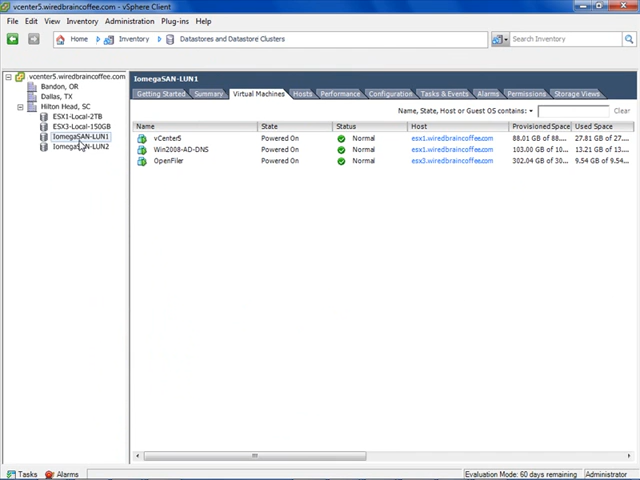 vcenter5.wiredbraincoffee.com - vSphere Client
File Edit View Inventory Administration Plug-ins Help
Home Inventory Datastores and Datastore Clusters Search Inventory
vcenter5.wiredbraincoffee.com
Bandon, OR
Dallas, TX
Hilton Head, SC
ESX1-Local-2TB
ESX3-Local-150GB
IomegaSAN-LUN1
IomegaSAN-LUN2
IomegaSAN-LUN1
Getting Started Summary Virtual Machines Hosts Performance Configuration Tasks & Events Alarms Permissions Storage Views
Name, State, Host or Guest OS contains: Clear
Name State Status Host Provisioned Space Used Space
vCenter5 Powered On Normal esx1.wiredbraincoffee.com 88.01 GB of 88.... 27.81 GB of 27....
Win2008-AD-DNS Powered On Normal esx1.wiredbraincoffee.com 103.00 GB of 10... 13.21 GB of 13....
OpenFiler Powered On Normal esx3.wiredbraincoffee.com 302.04 GB of 30... 9.54 GB of 9.54...
Tasks Alarms Evaluation Mode: 60 days remaining Administrator